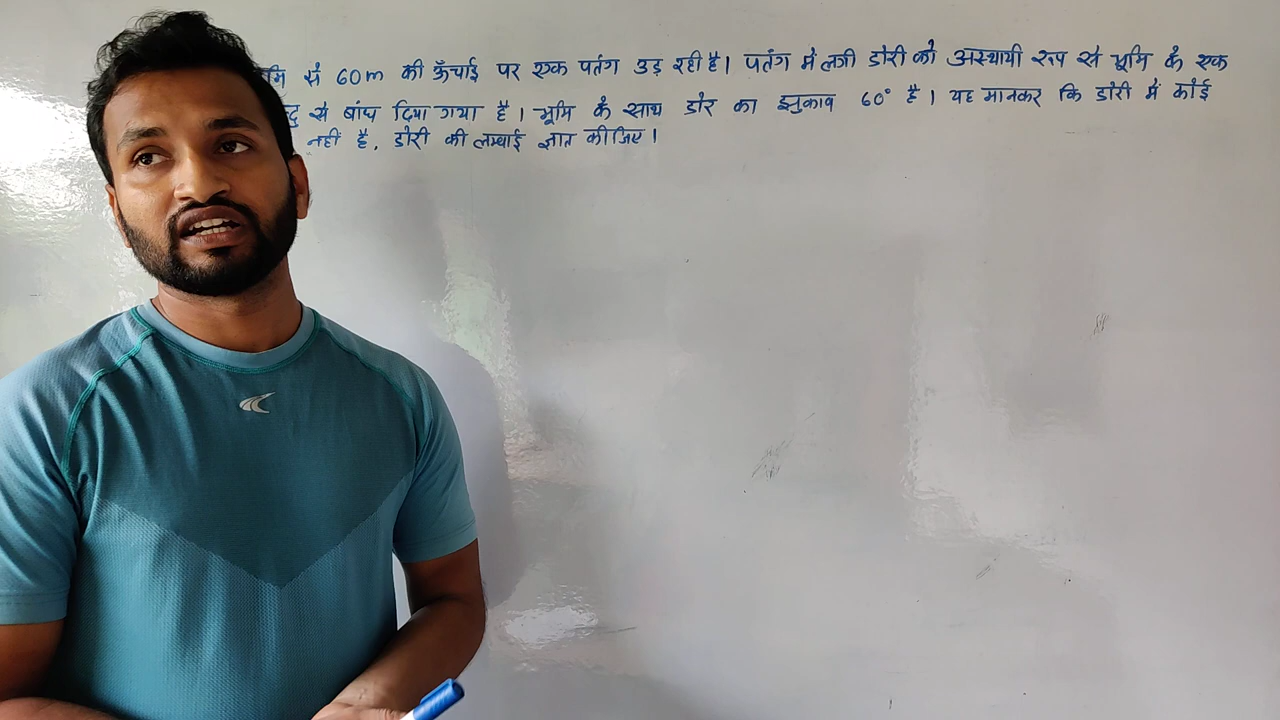 से 60m की ऊँचाई पर एक पतंग उड़ रही है। पतंग में लगी डोरी को अस्थायी रूप से भूमि के एक
से बांध दिया गया है। भूमि के साथ डोर का झुकाव 60° है। यह मानकर कि डोरी में कोई
नहीं है, डोरी की लम्बाई ज्ञात कीजिए।